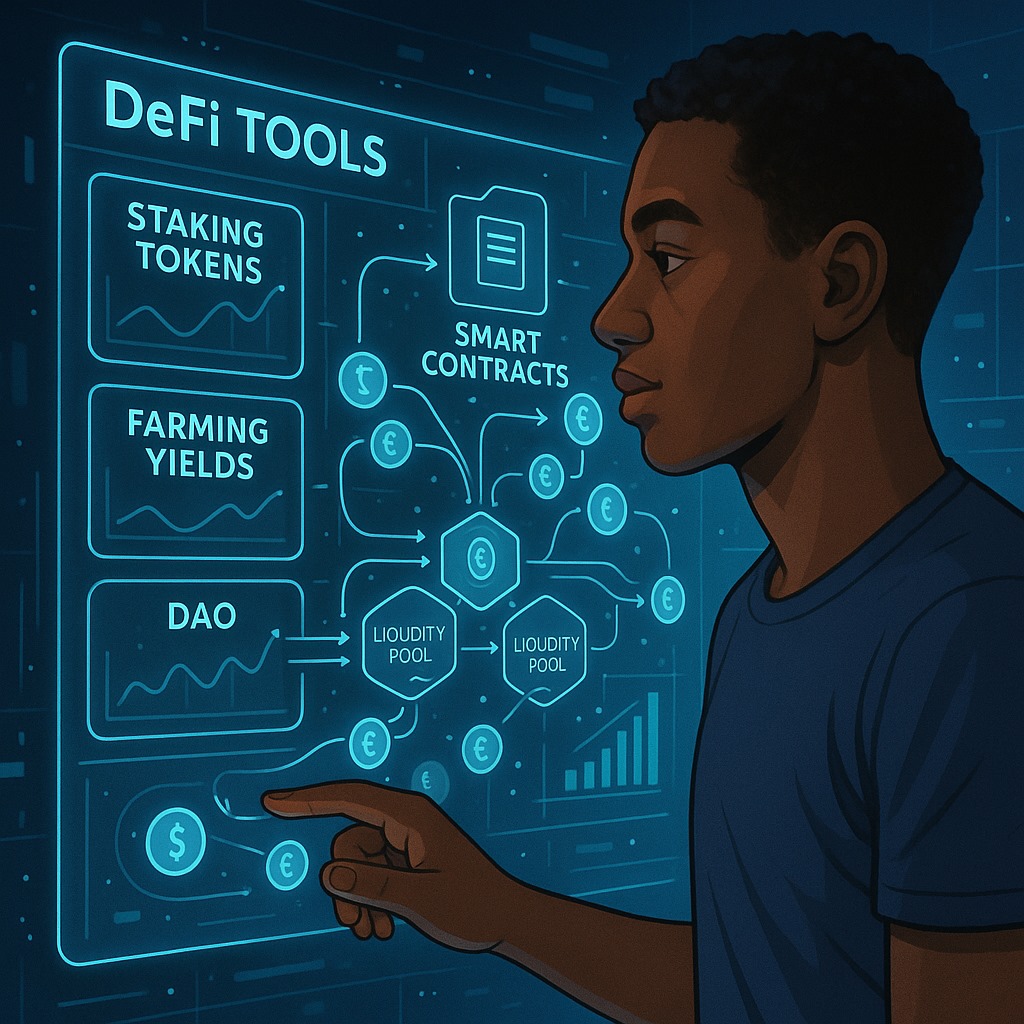 DeFi TOOLS
STAKING
TOKENS
SMART
CONTRACTS
FARMING
YIELDS
€
€
€
€
€
DAO
€
LIOUDITY
POOL
LIOUDITY
POOL
€
€
€
$
€